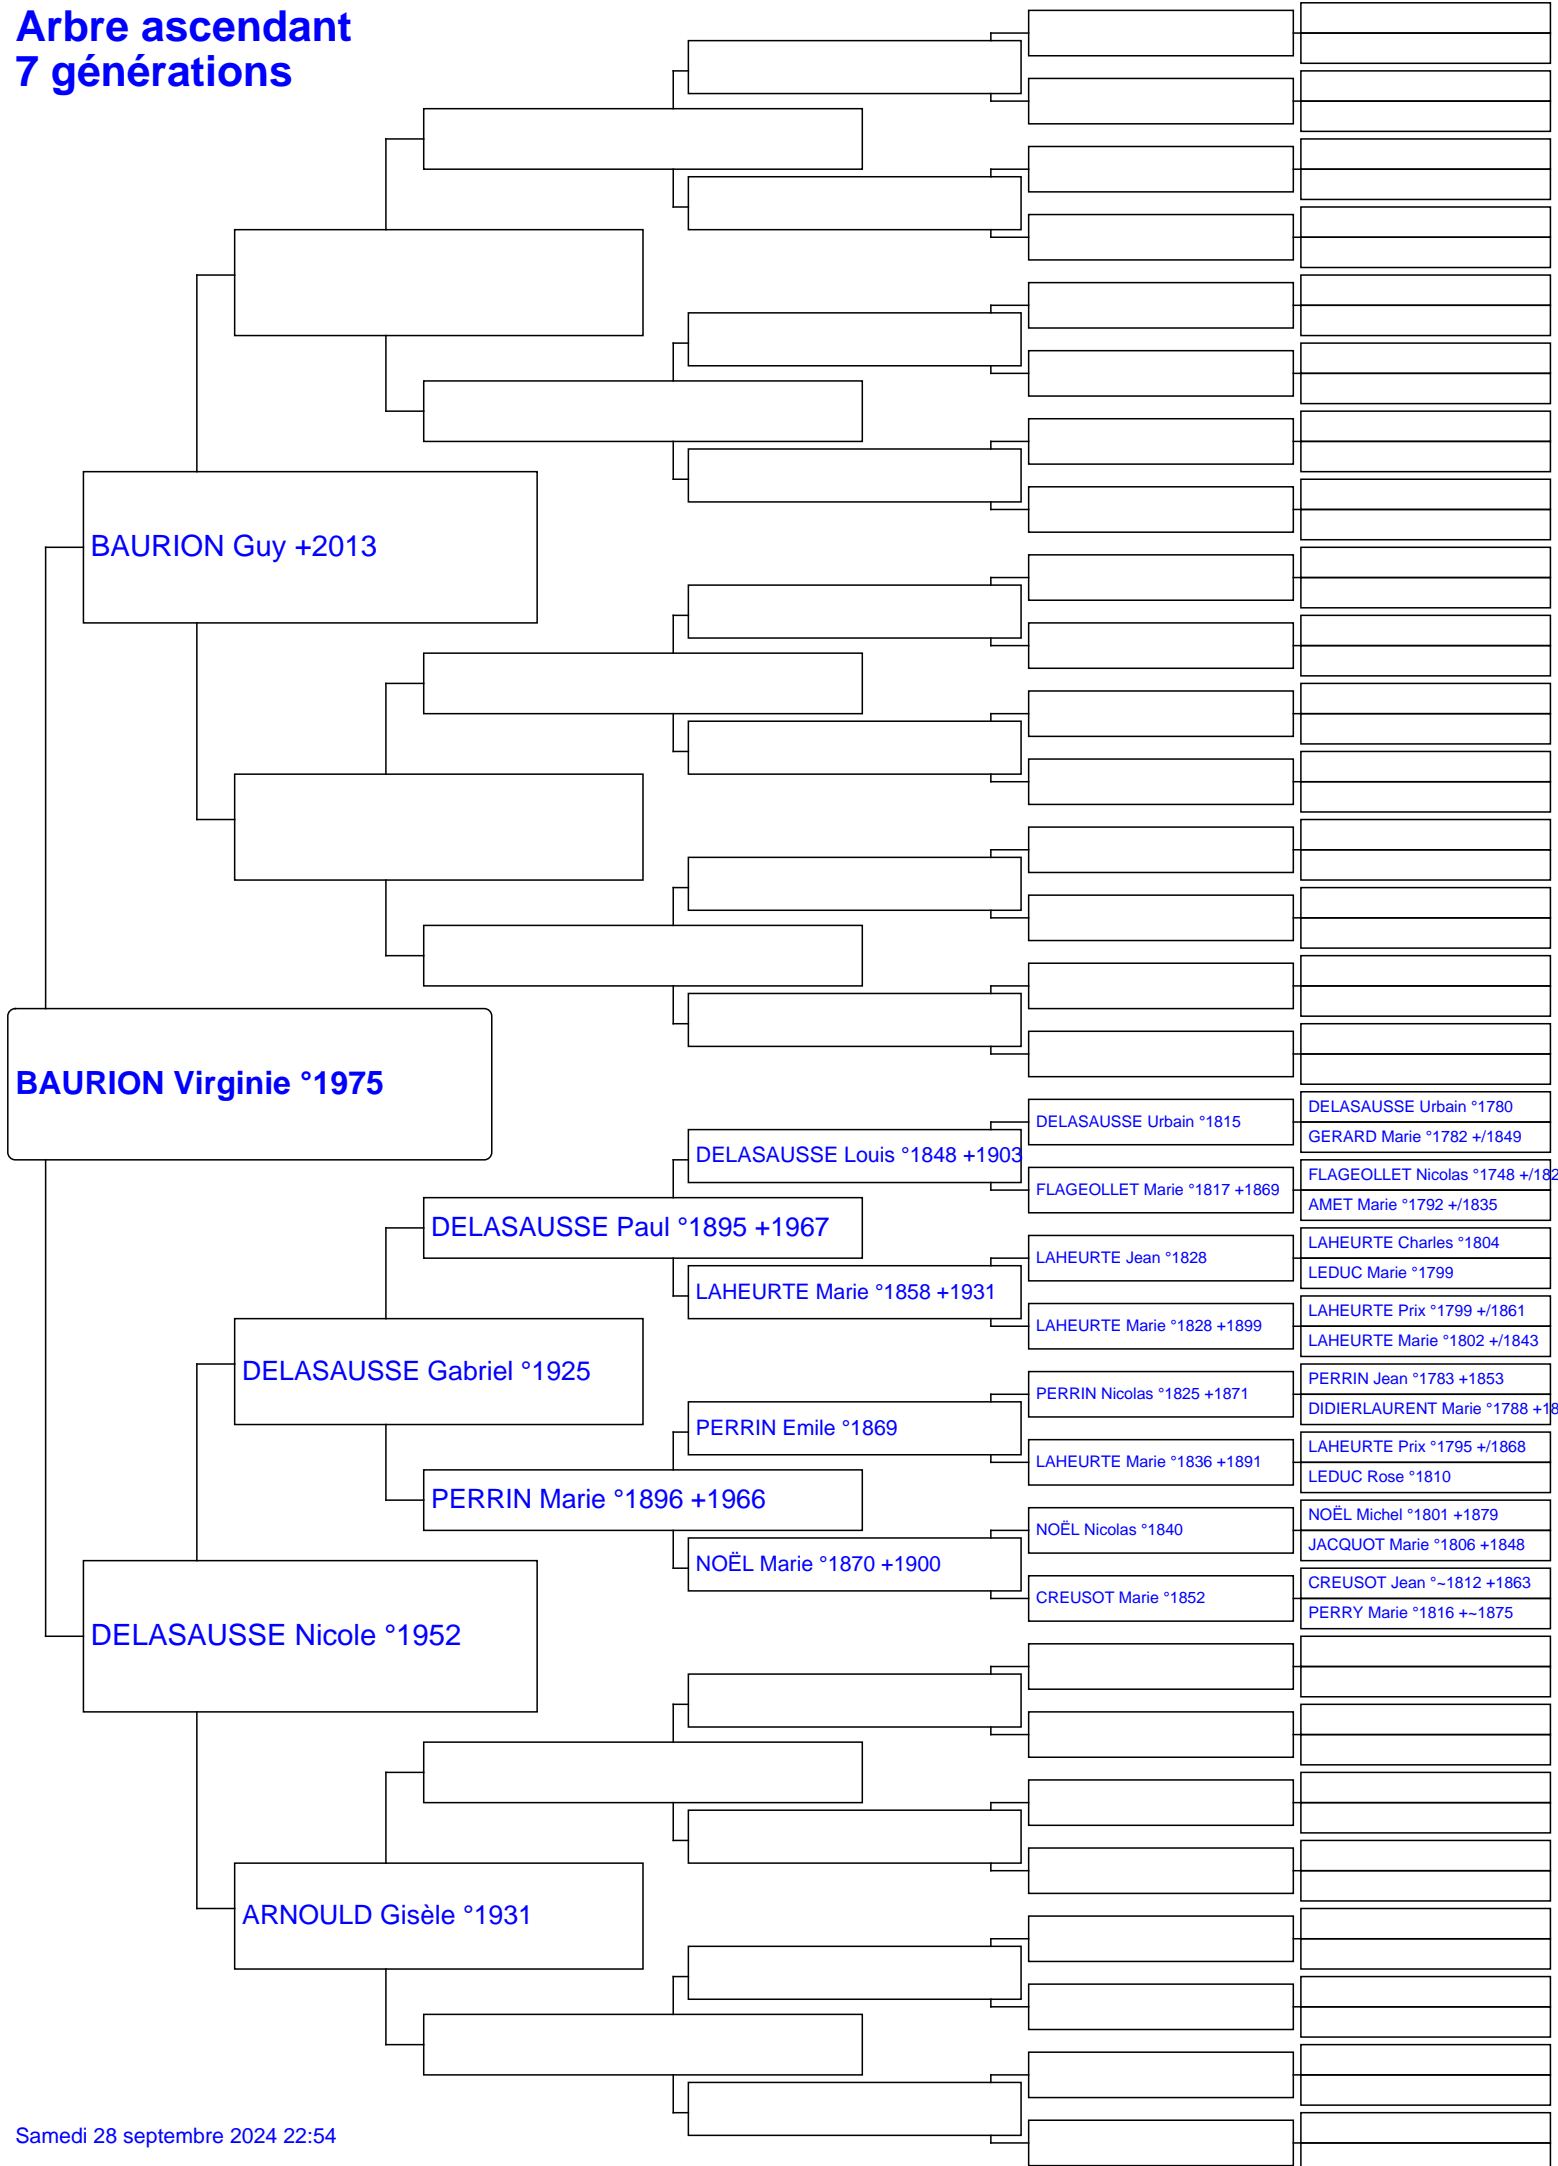 Arbre ascendant
7 générations
BAURION Guy +2013
BAURION Virginie °1975
DELASAUSSE Urbain °1780
DELASAUSSE Urbain °1815
GERARD Marie °1782 +/1849
DELASAUSSE Louis °1848 +1903
FLAGEOLLET Nicolas °1748 +/182
FLAGEOLLET Marie °1817 +1869
AMET Marie °1792 +/1835
DELASAUSSE Paul °1895 +1967
LAHEURTE Charles °1804
LAHEURTE Jean °1828
LEDUC Marie °1799
LAHEURTE Marie °1858 +1931
LAHEURTE Prix °1799 +/1861
LAHEURTE Marie °1828 +1899
LAHEURTE Marie °1802 +/1843
DELASAUSSE Gabriel °1925
PERRIN Jean °1783 +1853
PERRIN Nicolas °1825 +1871
DIDIERLAURENT Marie °1788 +18
PERRIN Emile °1869
LAHEURTE Prix °1795 +/1868
LAHEURTE Marie °1836 +1891
LEDUC Rose °1810
PERRIN Marie °1896 +1966
NOËL Michel °1801 +1879
NOËL Nicolas °1840
JACQUOT Marie °1806 +1848
NOËL Marie °1870 +1900
CREUSOT Jean °~1812 +1863
CREUSOT Marie °1852
PERRY Marie °1816 +~1875
DELASAUSSE Nicole °1952
ARNOULD Gisèle °1931
Samedi 28 septembre 2024 22:54